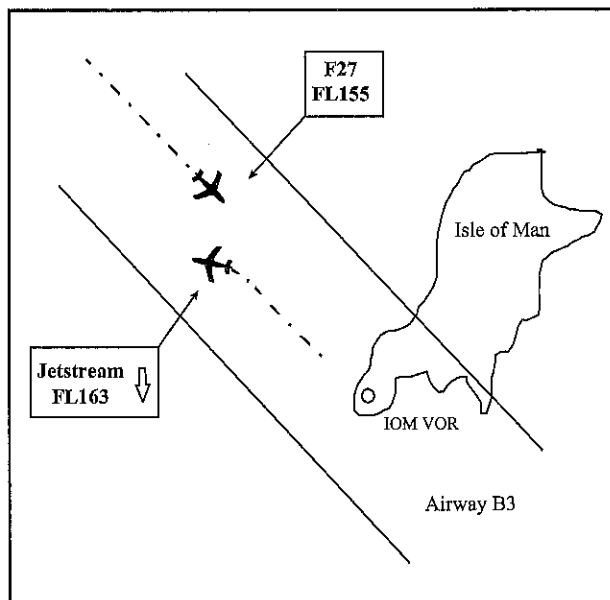 F27
FL155
Isle of Man
Jetstream
FL163
IOM VOR
Airway B3